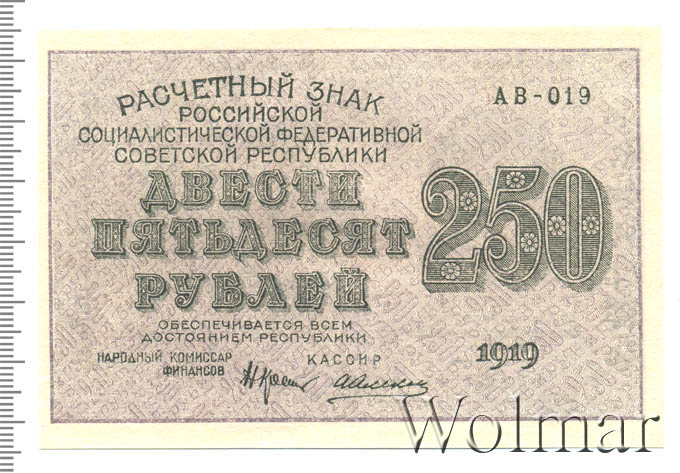 РАСЧЕТНЫЙ ЗНАК
РОССИЙСКОЙ
СОЦИАЛИСТИЧЕСКОЙ ФЕДЕРАТИВНОЙ
СОВЕТСКОЙ РЕСПУБЛИКИ
АВ-019
ДВЕСТИ
ПЯТЬДЕСЯТ
РУБЛЕЙ
250
ОБЕСПЕЧИВАЕТСЯ ВСЕМ
ДОСТОЯНИЕМ РЕСПУБЛИКИ
НАРОДНЫЙ КОМИССАР
ФИНАНСОВ
КАССИР
1919
Wolmar